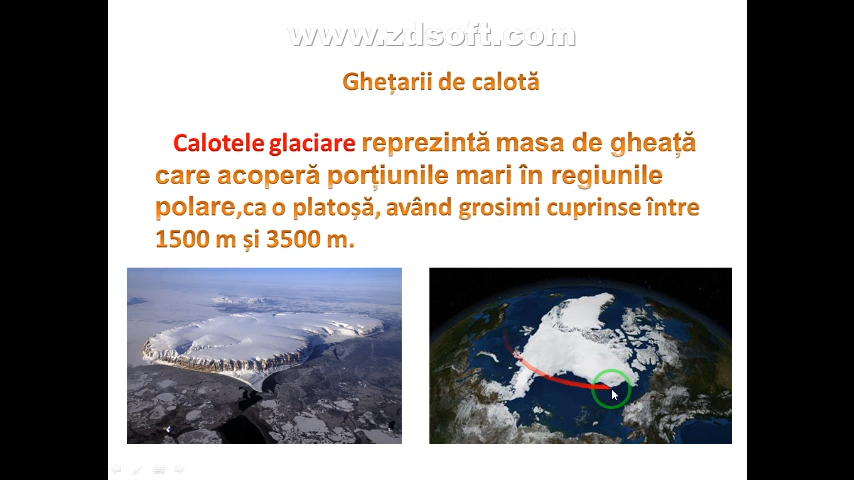 www.zdsoft.com
Ghețarii de calotă
Calotele glaciare reprezintă masa de gheață
care acoperă porțiunile mari în regiunile
polare,ca o platoșă, având grosimi cuprinse între
1500 m și 3500 m.